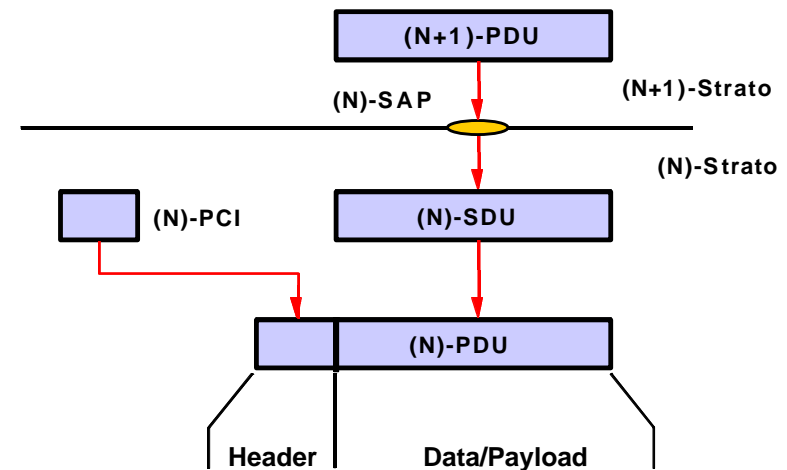 (N+1)-PDU
(N+1)-Strato
(N)-SAP
(N)-Strato
(N)-PCI
(N)-SDU
(N)-PDU
Header
Data/Payload